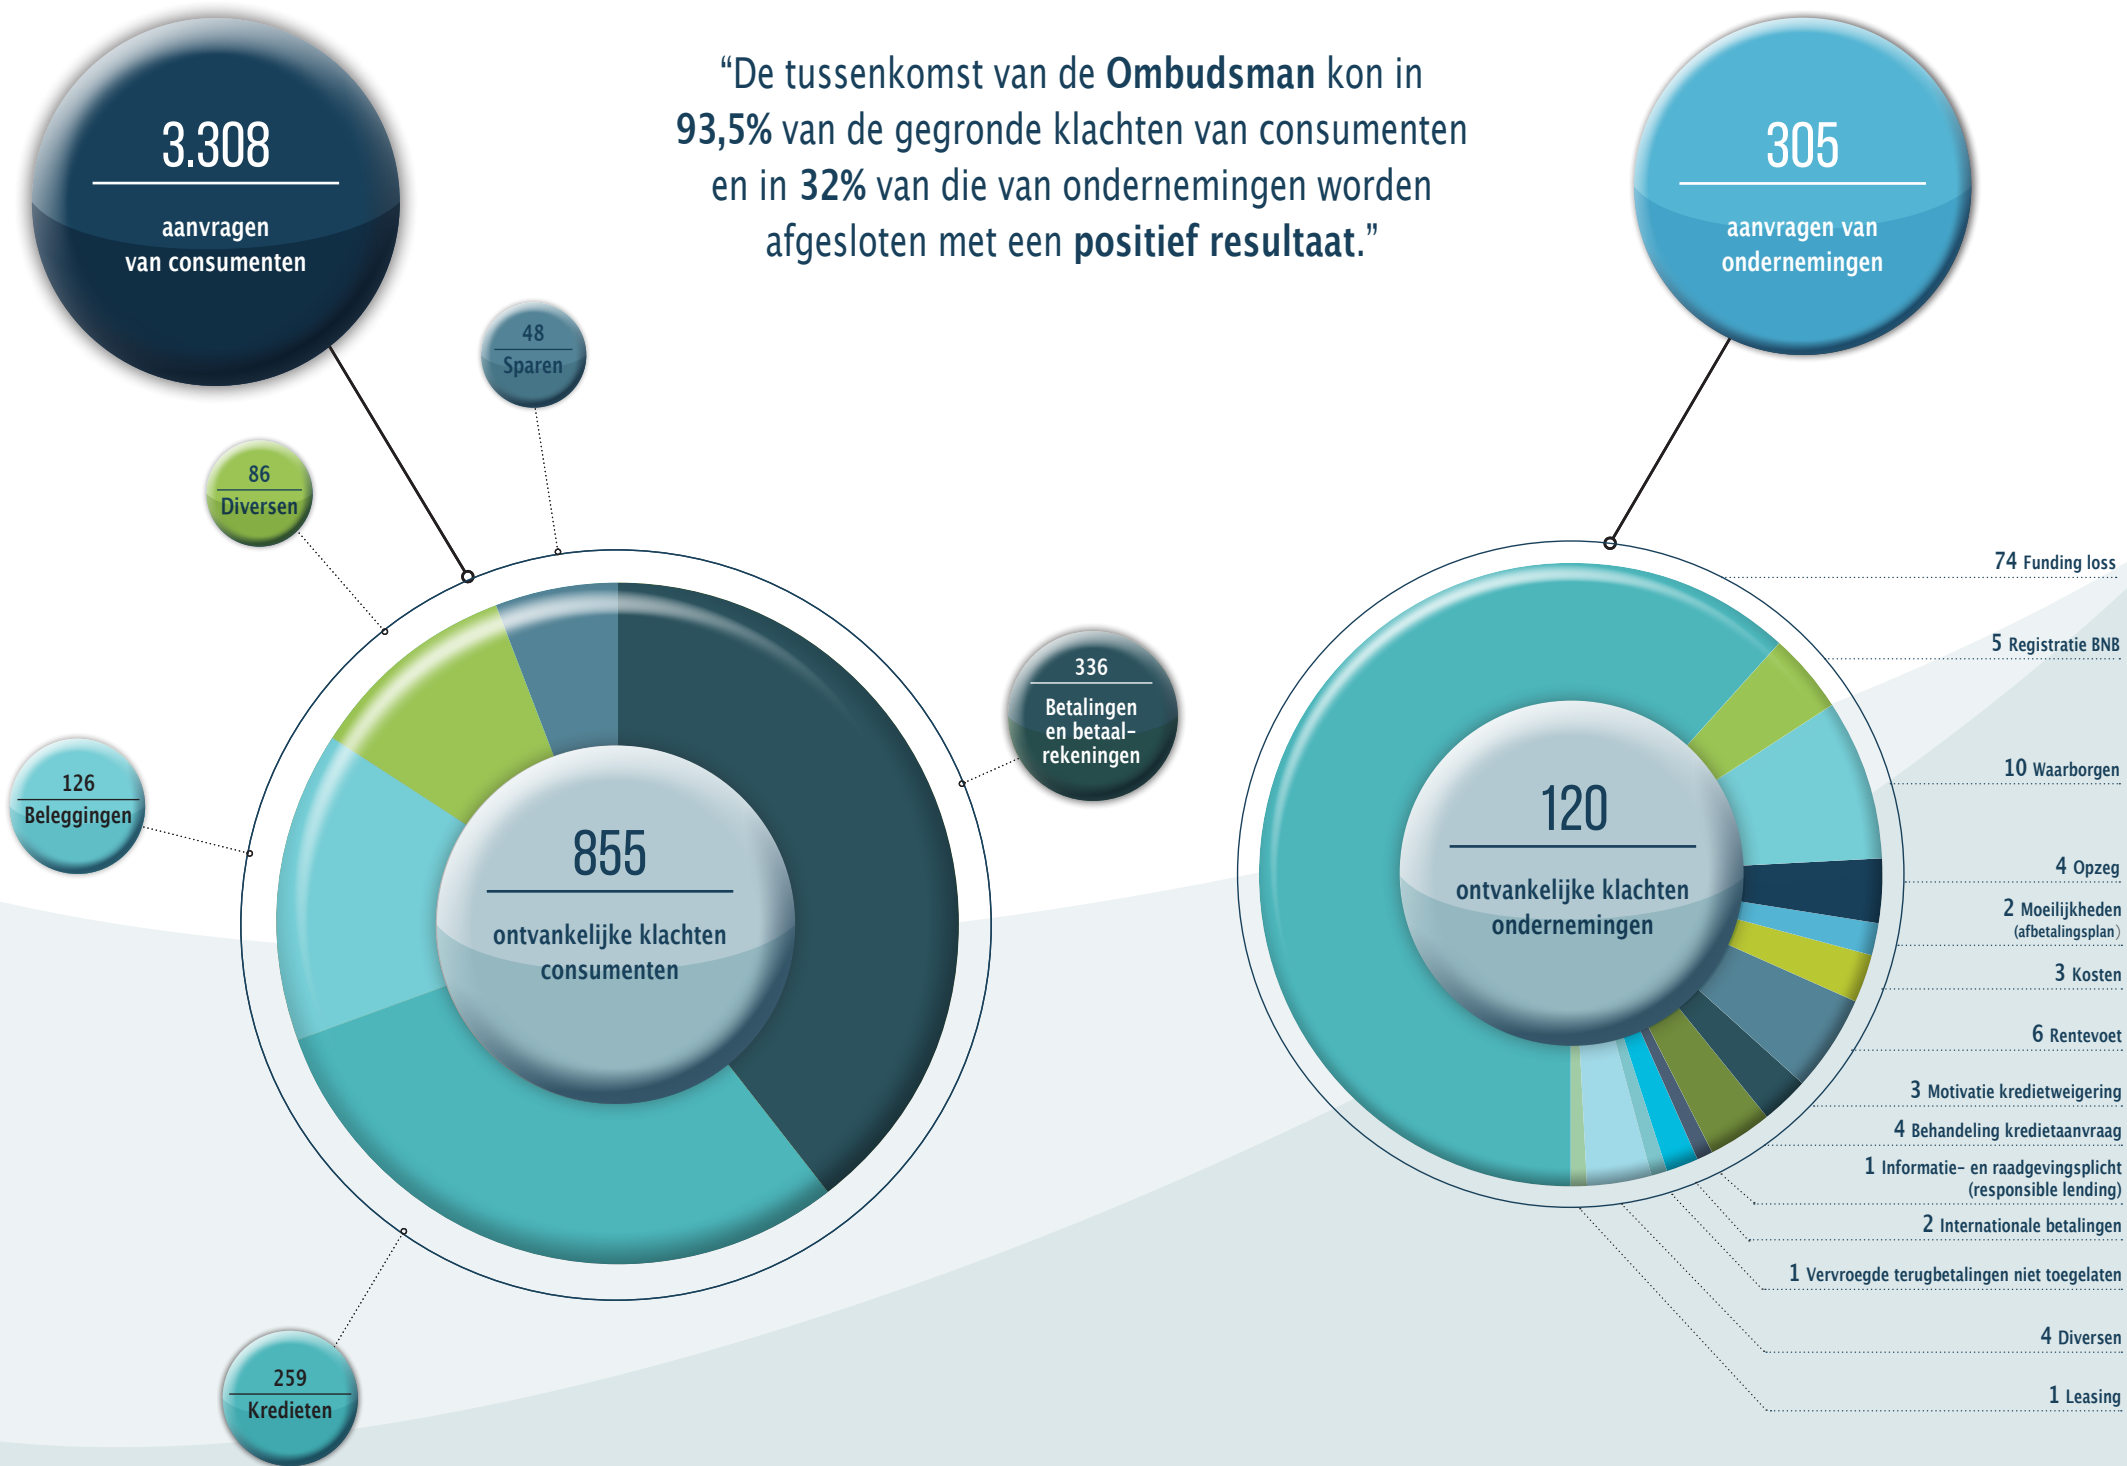 3.308
aanvragen
van consumenten
“De tussenkomst van de Ombudsman kon in
93,5% van de gegronde klachten van consumenten
en in 32% van die van ondernemingen worden
afgesloten met een positief resultaat.”
305
aanvragen van
ondernemingen
48
Sparen
86
Diversen
126
Beleggingen
336
Betalingen
en betaal-
rekeningen
855
ontvankelijke klachten
consumenten
259
Kredieten
120
ontvankelijke klachten
ondernemingen
74 Funding loss
5 Registratie BNB
10 Waarborgen
4 Opzeg
2 Moeilijkheden
(afbetalingsplan)
3 Kosten
6 Rentevoet
3 Motivatie kredietweigering
4 Behandeling kredietaanvraag
1 Informatie- en raadgevingsplicht
(responsible lending)
2 Internationale betalingen
1 Vervroegde terugbetalingen niet toegelaten
4 Diversen
1 Leasing